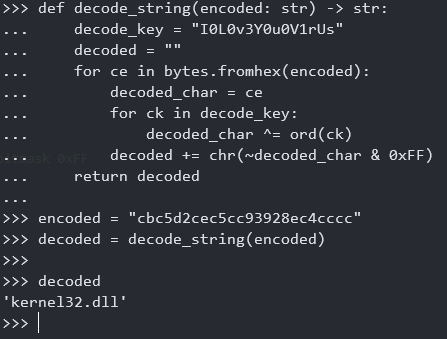 >>> def decode_string(encoded: str) -> str:
...     decode_key = "I0L0v3Y0u0V1rUs"
...     decoded = ""
...     for ce in bytes.fromhex(encoded):
...         decoded_char = ce
...         for ck in decode_key:
...             decoded_char ^= ord(ck)
...         decoded += chr(~decoded_char & 0xFF)
...     return decoded
...
>>> encoded = "cbc5d2cec5cc93928ec4cccc"
>>> decoded = decode_string(encoded)
>>>
>>> decoded
'kernel32.dll'
>>>